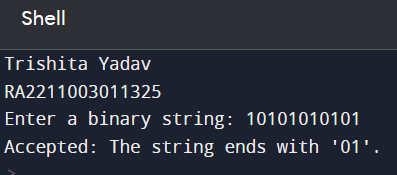 Shell
Trishita Yadav
RA2211003011325
Enter a binary string: 10101010101
Accepted: The string ends with '01'.
>